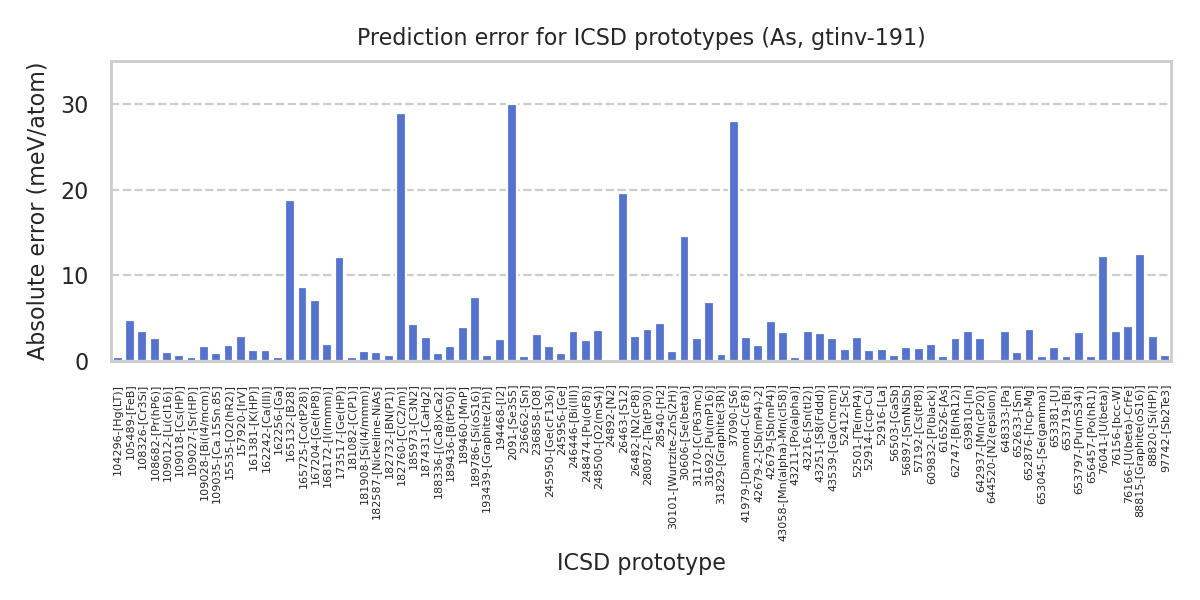 Prediction error for ICSD prototypes (As, gtinv-191)
Absolute error (meV/atom)
30
20
10
0
104296-[Hg(LT)]
105489-[FeB]
108326-[Cr3Si]
108682-[Pr(hP6)]
109012-[Li(cI16)]
109018-[Cs(HP)]
109027-[Sr(HP)]
109028-[Bi(I4/mcm)]
109035-[Ca.15Sn.85]
15535-[O2(hR2)]
157920-[IrV]
161381-[K(HP)]
162242-[Ca(III)]
162256-[Ga]
165132-[B28]
165725-[Co(tP28)]
167204-[Ge(hP8)]
168172-[I(Immm)]
173517-[Ge(HP)]
181082-[C(P1)]
181908-[Si(I4/mmm)]
182587-[Nickeline-NiAs]
182732-[BN(P1)]
182760-[C(C2/m)]
185973-[C3N2]
187431-[CaHg2]
188336-[(Ca8)xCa2]
189436-[B(tP50)]
189460-[MnP]
189786-[Si(oS16)]
193439-[Graphite(2H)]
194468-[I2]
2091-[Se3S5]
236662-[Sn]
236858-[O8]
245950-[Ge(cF136)]
245956-[Ge]
246446-[Bi(III)]
248474-[Pu(oF8)]
248500-[O2(mS4)]
24892-[N2]
26463-[S12]
26482-[N2(cP8)]
280872-[Ta(tP30)]
28540-[H2]
30101-[Wurtzite-ZnS(2H)]
30606-[Se(beta)]
31170-[C(P63mc)]
31692-[Pu(mP16)]
31829-[Graphite(3R)]
37090-[S6]
41979-[Diamond-C(cF8)]
42679-2-[Sb(mP4)-2]
42679-[Sb(mP4)]
43058-[Mn(alpha)-Mn(cI58)]
43211-[Po(alpha)]
43216-[Sn(tI2)]
43251-[S8(Fddd)]
43539-[Ga(Cmcm)]
52412-[Sc]
52501-[Te(mP4)]
52914-[ccp-Cu]
52916-[La]
56503-[GaSb]
56897-[SmNiSb]
57192-[Cs(tP8)]
609832-[P(black)]
616526-[As]
62747-[B(hR12)]
639810-[In]
642937-[Mn(cP20)]
644520-[N2(epsilon)]
648333-[Pa]
652633-[Sm]
652876-[hcp-Mg]
653045-[Se(gamma)]
653381-[U]
653719-[Bi]
653797-[Pu(mS34)]
656457-[Po(hR1)]
76041-[U(beta)]
76156-[bcc-W]
76166-[U(beta)-CrFe]
88815-[Graphite(oS16)]
88820-[Si(HP)]
97742-[Sb2Te3]
ICSD prototype